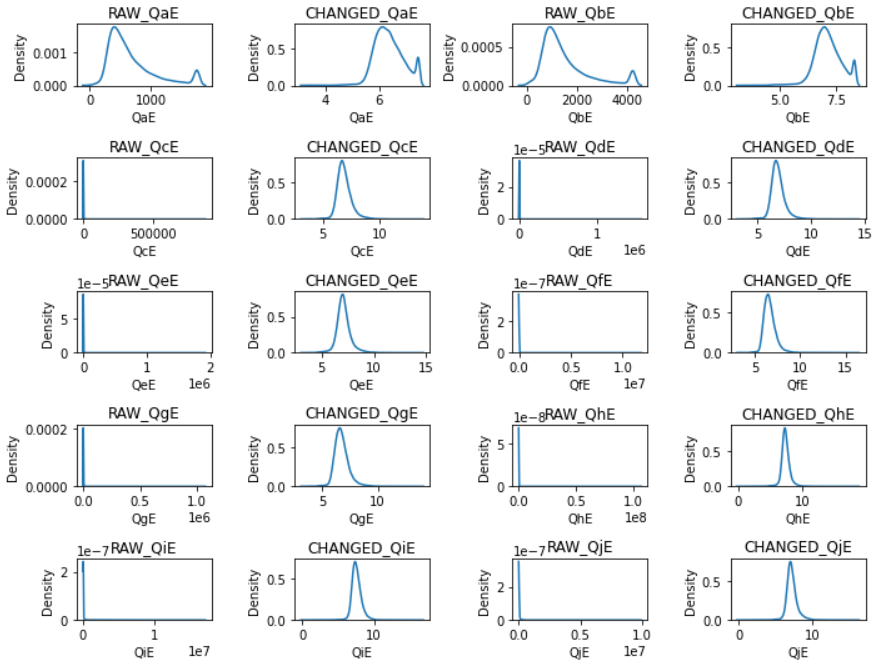 RAW_QaE CHANGED_QaE RAW_QbE CHANGED_QbE
Density 0.001 0.000 0 1000 QaE
Density 0.5 0.0 4 6 QaE
Density 0.0005 0.0000 0 2000 4000 QbE
Density 0.5 0.0 5.0 7.5 QbE
RAW_QcE CHANGED_QcE 1e−5 RAW_QdE CHANGED_QdE
Density 0.0002 0.0000 0 500000 QcE
Density 0.5 0.0 5 10 QcE
Density 2 0 0 1 1e6 QdE
Density 0.5 0.0 5 10 15 QdE
1e−5 RAW_QeE CHANGED_QeE 1e−7 RAW_QfE CHANGED_QfE
Density 5 0 0 1 2 1e6 QeE
Density 0.5 0.0 5 10 15 QeE
Density 2 0 0.0 0.5 1.0 1e7 QfE
Density 0.5 0.0 5 10 15 QfE
RAW_QgE CHANGED_QgE 1e−8 RAW_QhE CHANGED_QhE
Density 0.0002 0.0000 0.0 0.5 1.0 1e6 QgE
Density 0.5 0.0 5 10 QgE
Density 5 0 0.0 0.5 1.0 1e8 QhE
Density 0.5 0.0 0 10 QhE
1e−7 RAW_QiE CHANGED_QiE 1e−7 RAW_QjE CHANGED_QjE
Density 2 0 0 1 1e7 QiE
Density 0.5 0.0 0 10 QiE
Density 2 0 0.0 0.5 1.0 1e7 QjE
Density 0.5 0.0 0 10 QjE